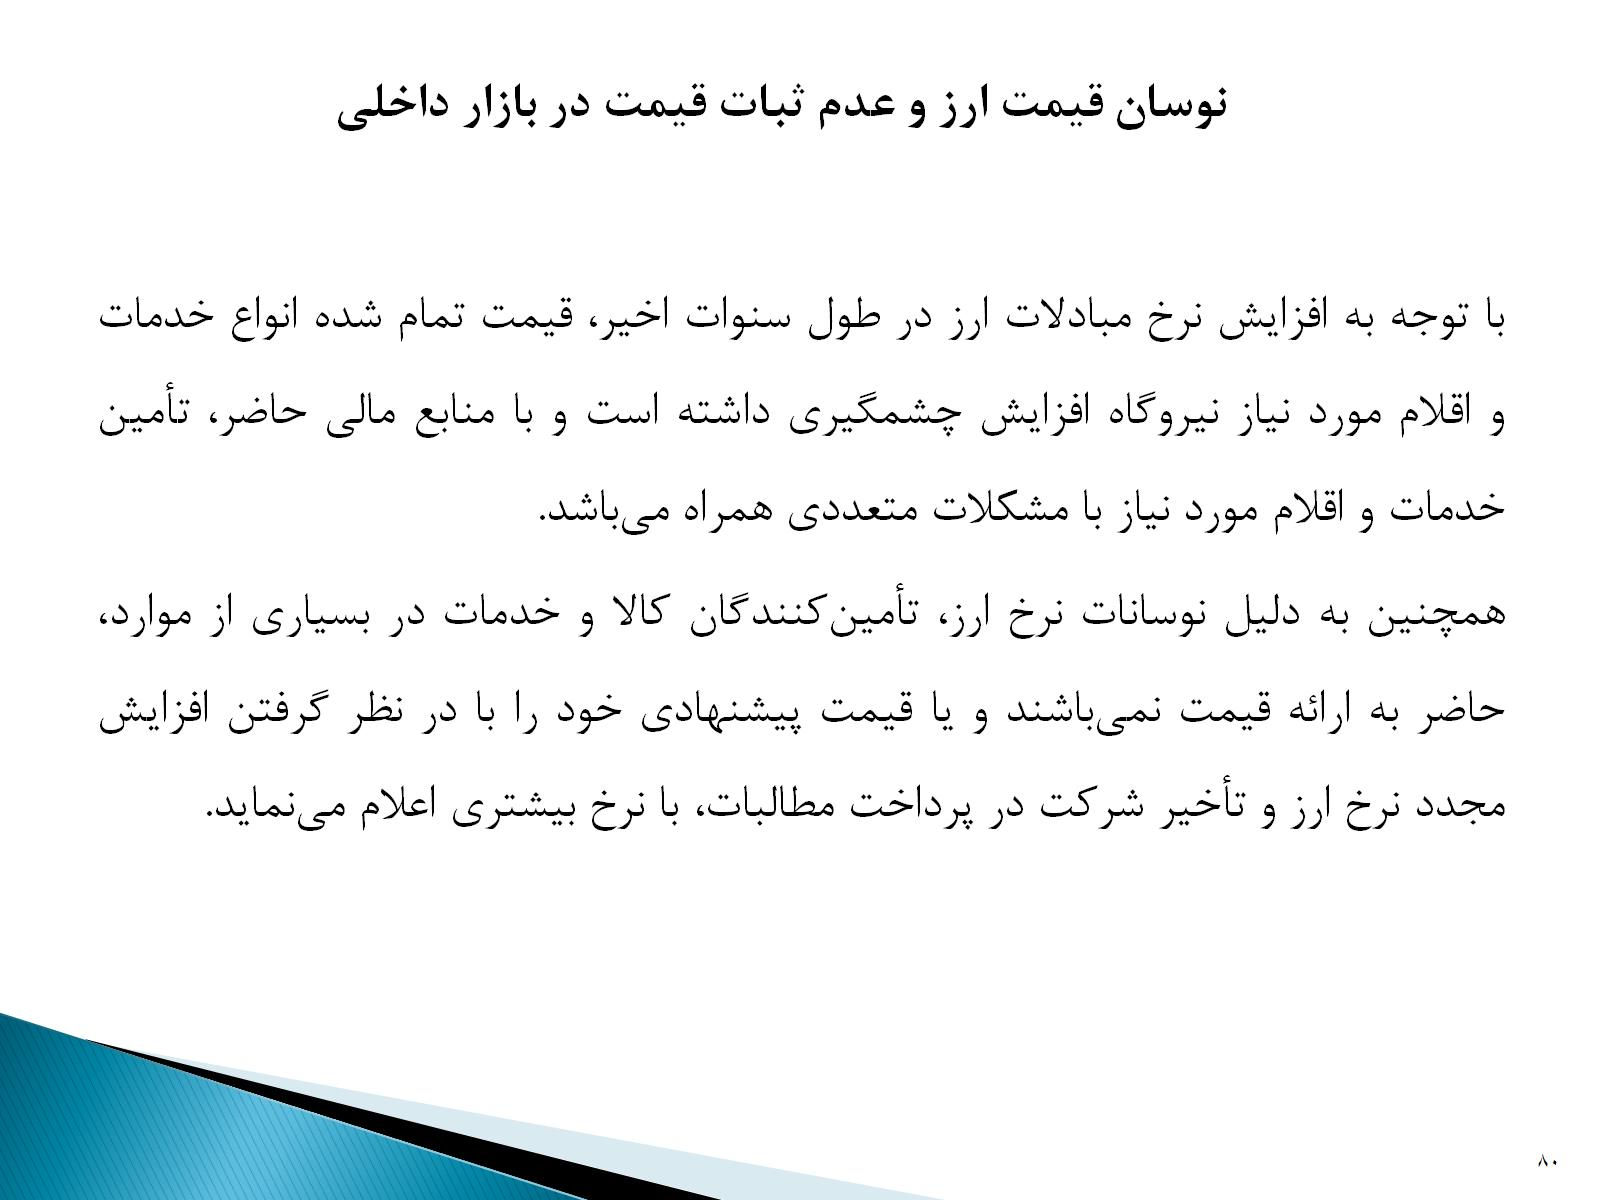 نوسان قیمت ارز و عدم ثبات قیمت در بازار داخلی
با توجه به افزایش نرخ مبادلات ارز در طول سنوات اخیر، قیمت تمام شده انواع خدمات
و اقلام مورد نیاز نیروگاه افزایش چشمگیری داشته است و با منابع مالی حاضر، تأمین
خدمات و اقلام مورد نیاز با مشکلات متعددی همراه می‌باشد.
همچنین به دلیل نوسانات نرخ ارز، تأمین‌کنندگان کالا و خدمات در بسیاری از موارد،
حاضر به ارائه قیمت نمی‌باشند و یا قیمت پیشنهادی خود را با در نظر گرفتن افزایش
مجدد نرخ ارز و تأخیر شرکت در پرداخت مطالبات، با نرخ بیشتری اعلام می‌نماید.
۸۰